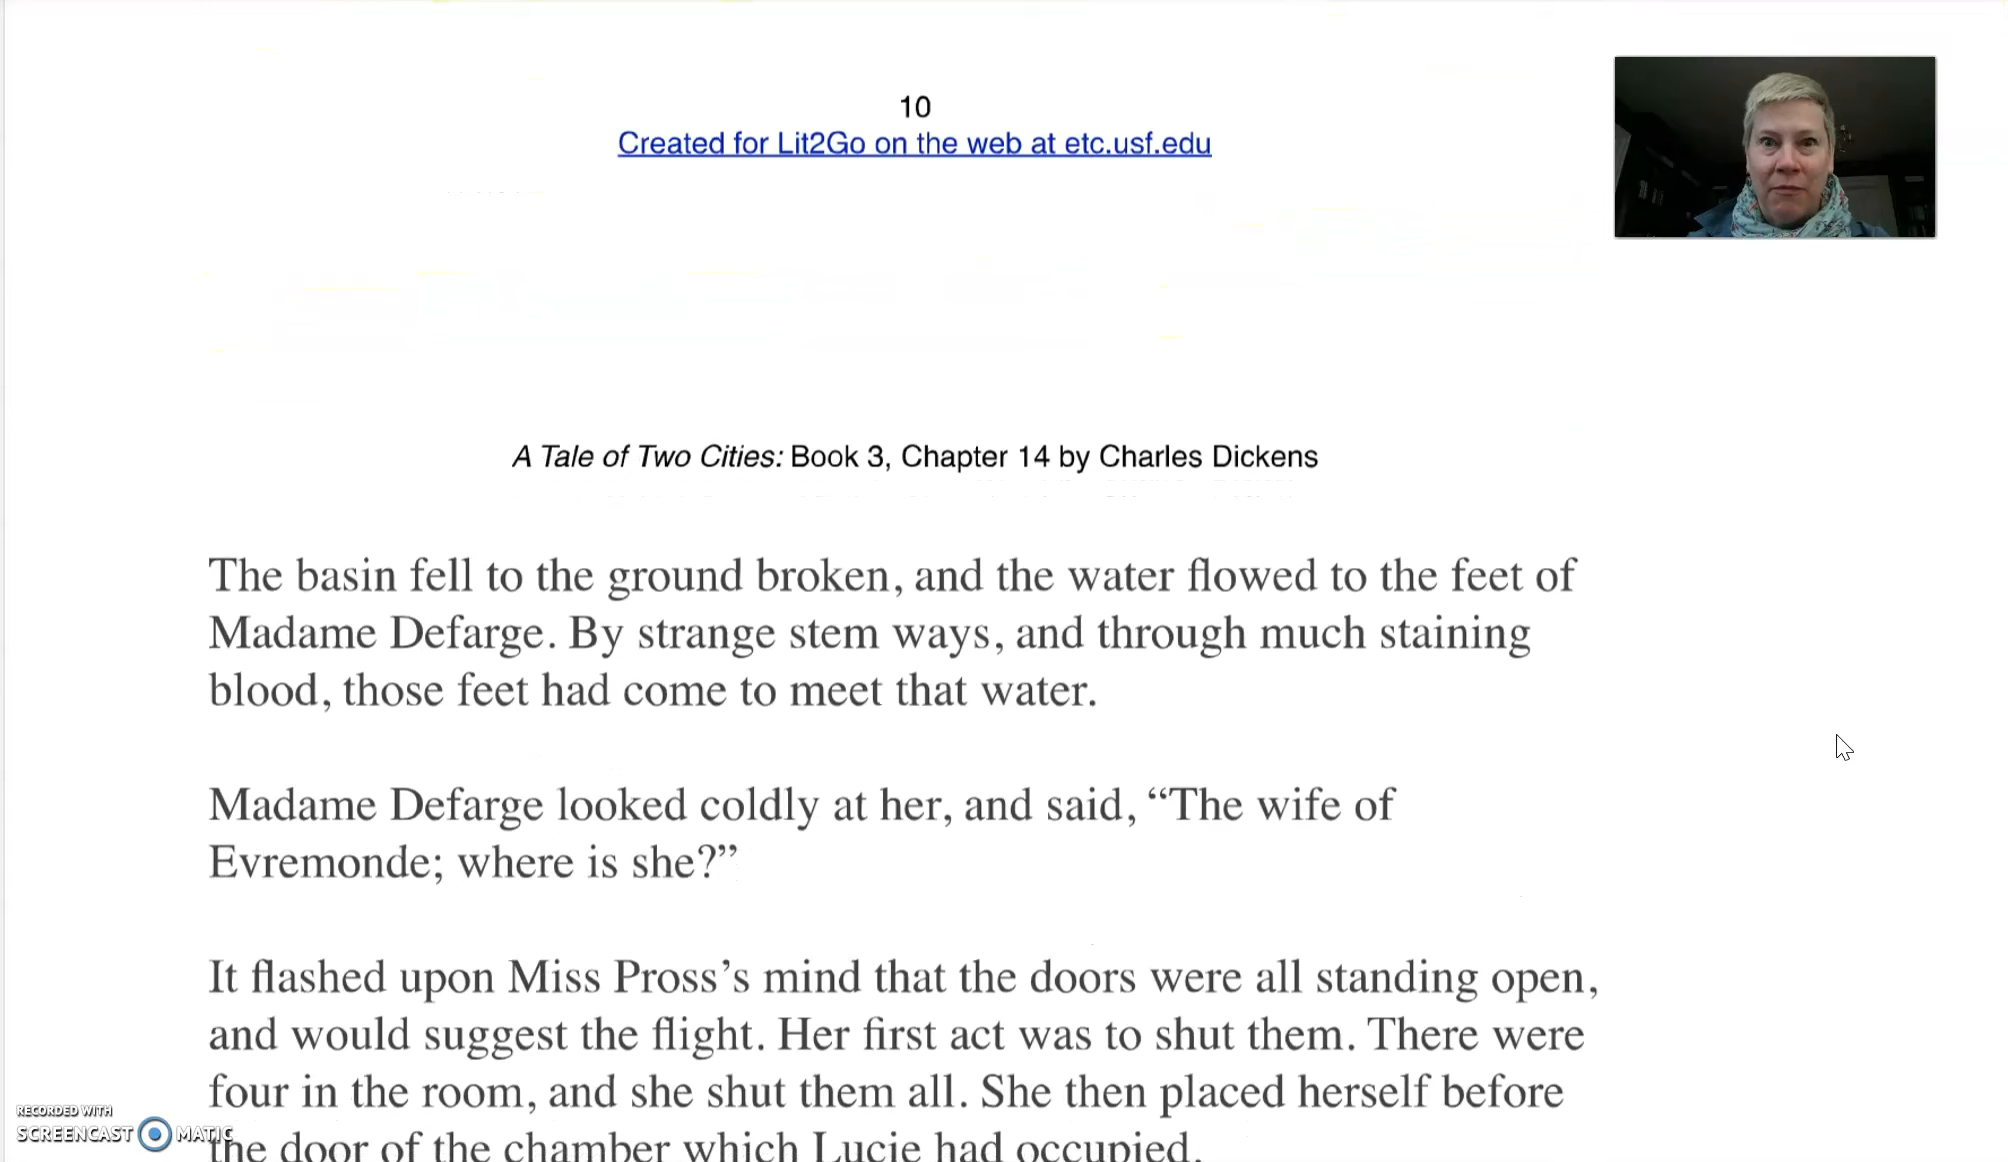 10
Created for Lit2Go on the web at etc.usf.edu
A Tale of Two Cities: Book 3, Chapter 14 by Charles Dickens
The basin fell to the ground broken, and the water flowed to the feet of
Madame Defarge. By strange stem ways, and through much staining
blood, those feet had come to meet that water.
Madame Defarge looked coldly at her, and said, “The wife of
Evremonde; where is she?”
It flashed upon Miss Pross’s mind that the doors were all standing open,
and would suggest the flight. Her first act was to shut them. There were
four in the room, and she shut them all. She then placed herself before
the door of the chamber which Lucie had occupied.
RECORDED WITH
SCREENCAST MATIC